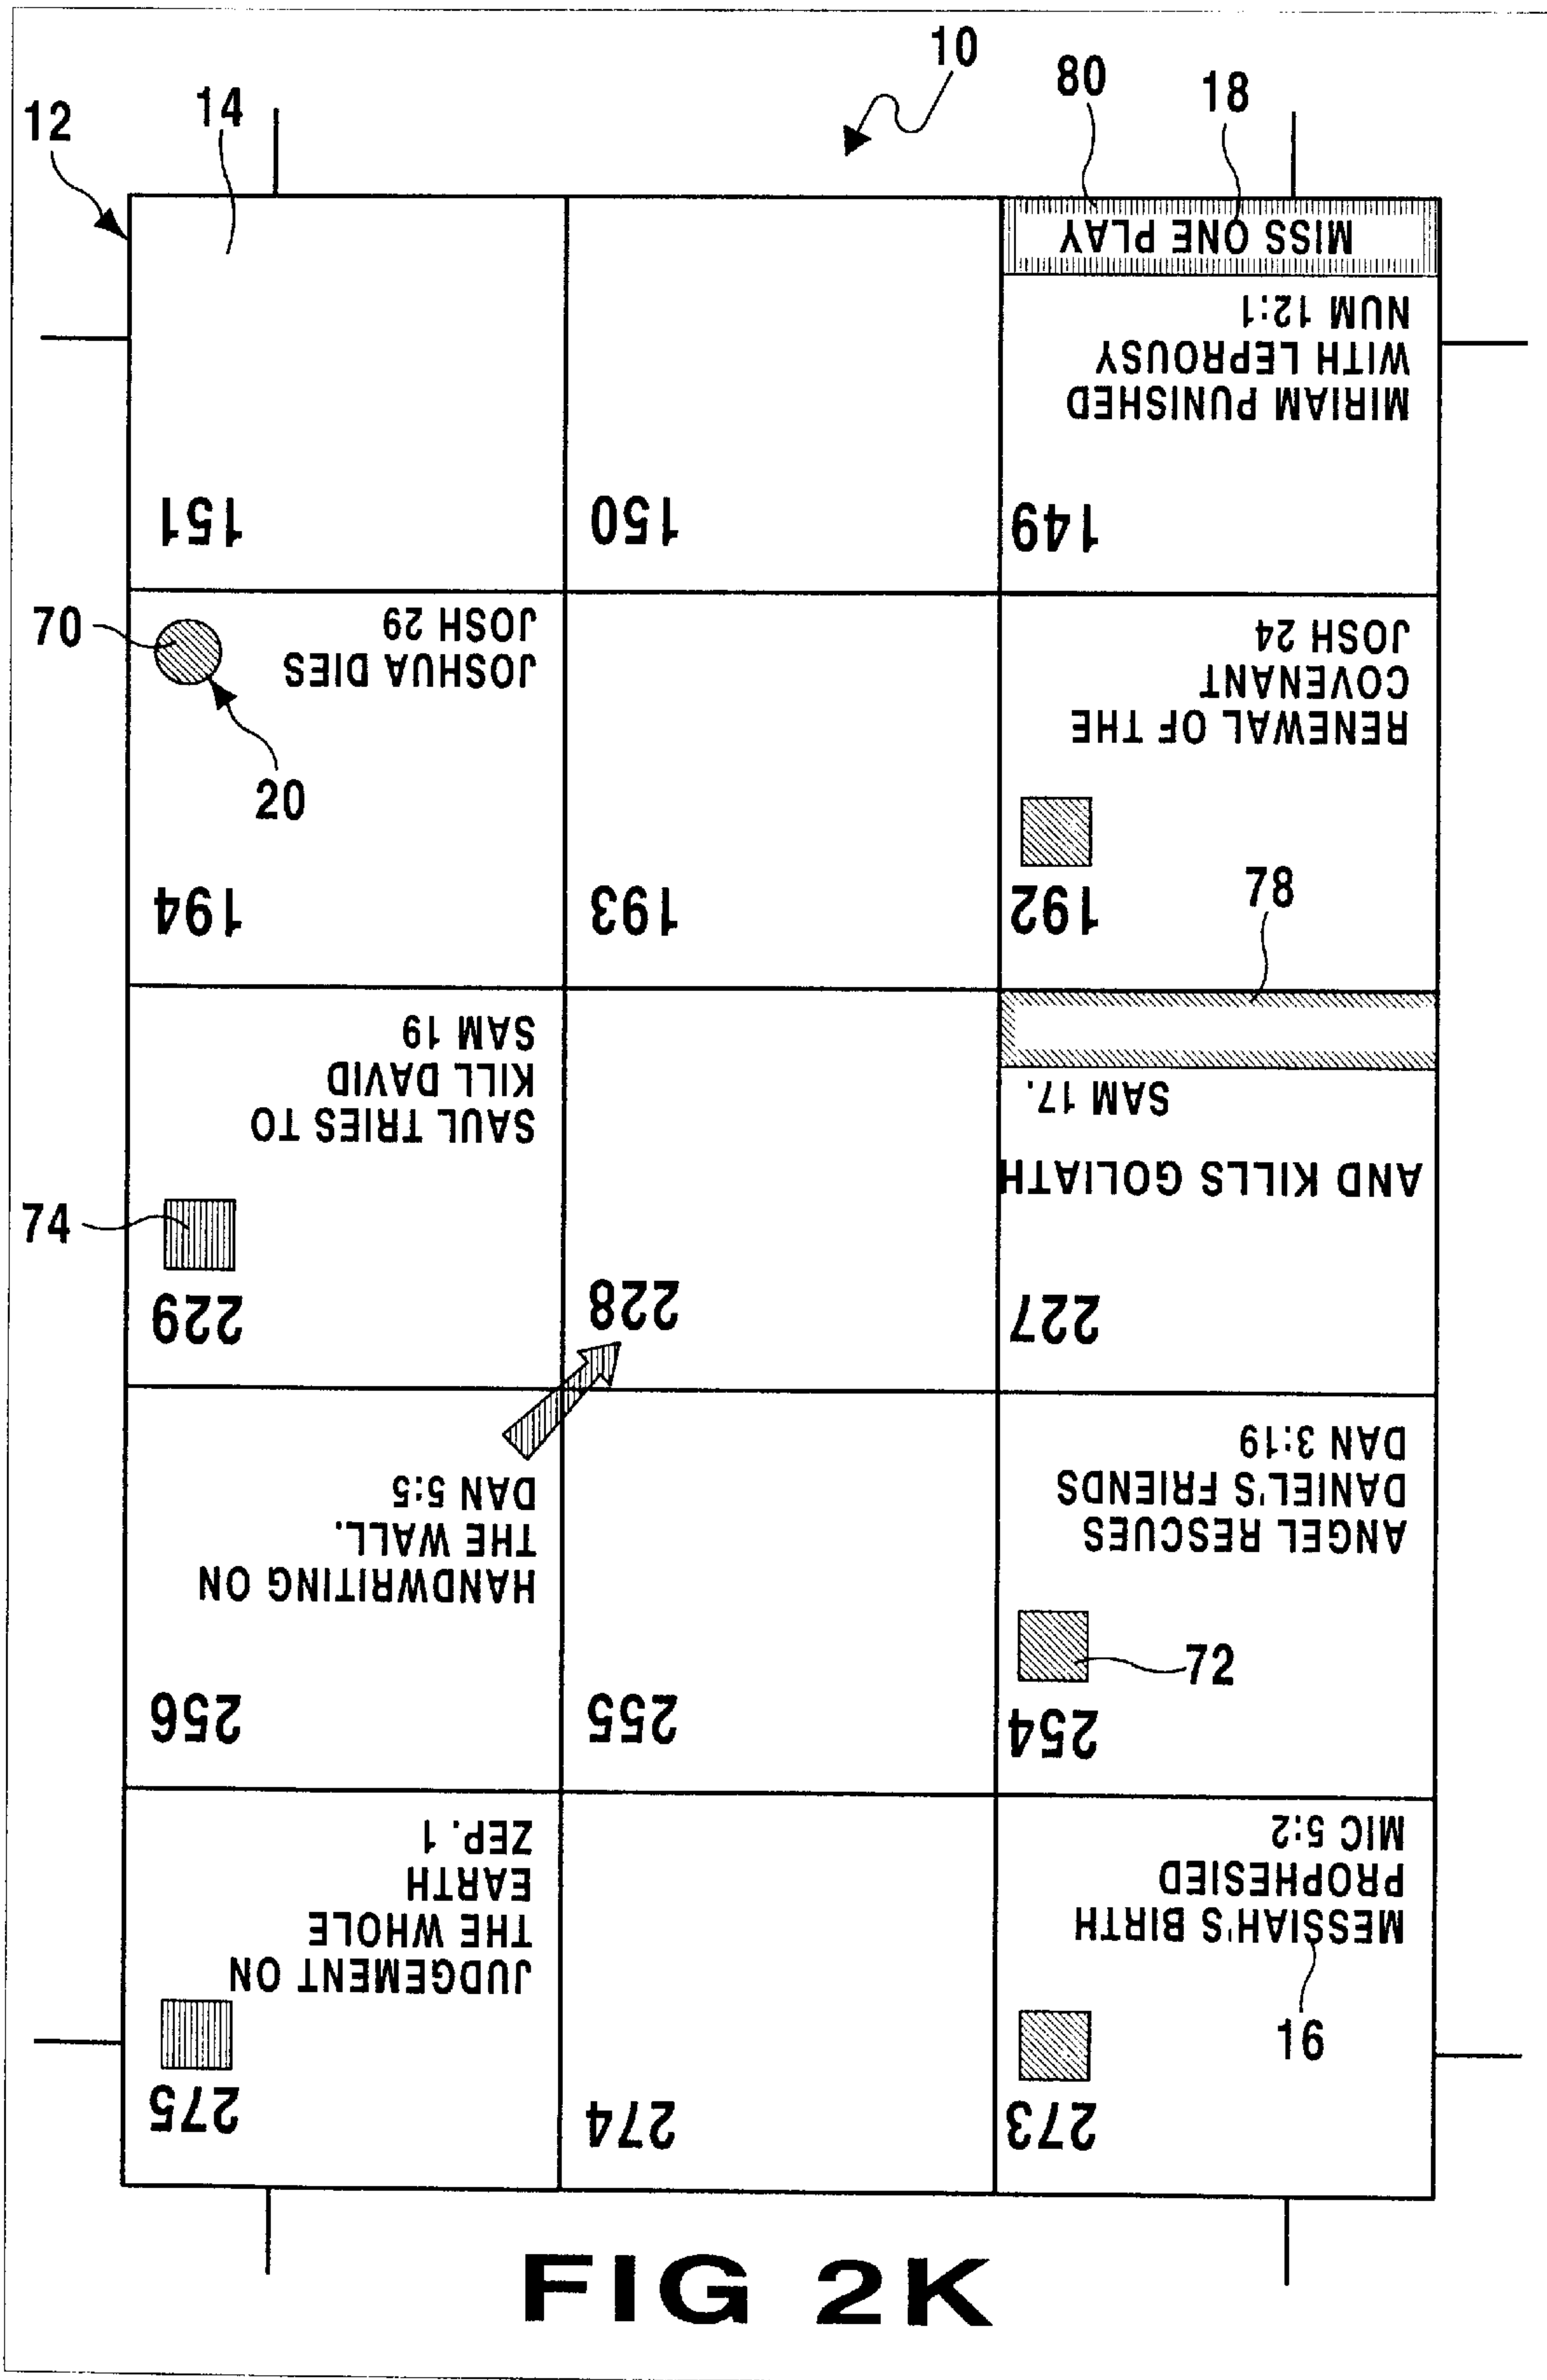 10
80
18
12
14
151
150
149
MIRIAM PUNISHED
WITH LEPROUSY
NUM 12:1
MISS ONE PLAY
70
20
194
JOSHUA DIES
JOSH 29
193
192
RENEWAL OF THE
COVENANT
JOSH 24
78
74
229
SAUL TRIES TO
KILL DAVID
SAM 19
228
227
AND KILLS GOLIATH
SAM 17.
256
HANDWRITING ON
THE WALL.
DAN 5:5
255
254
72
ANGEL RESCUES
DANIEL'S FRIENDS
DAN 3:19
275
JUDGEMENT ON
THE WHOLE
EARTH
ZEP. 1
274
273
16
MESSIAH'S BIRTH
PROPHESIED
MIC 5:2
FIG 2K